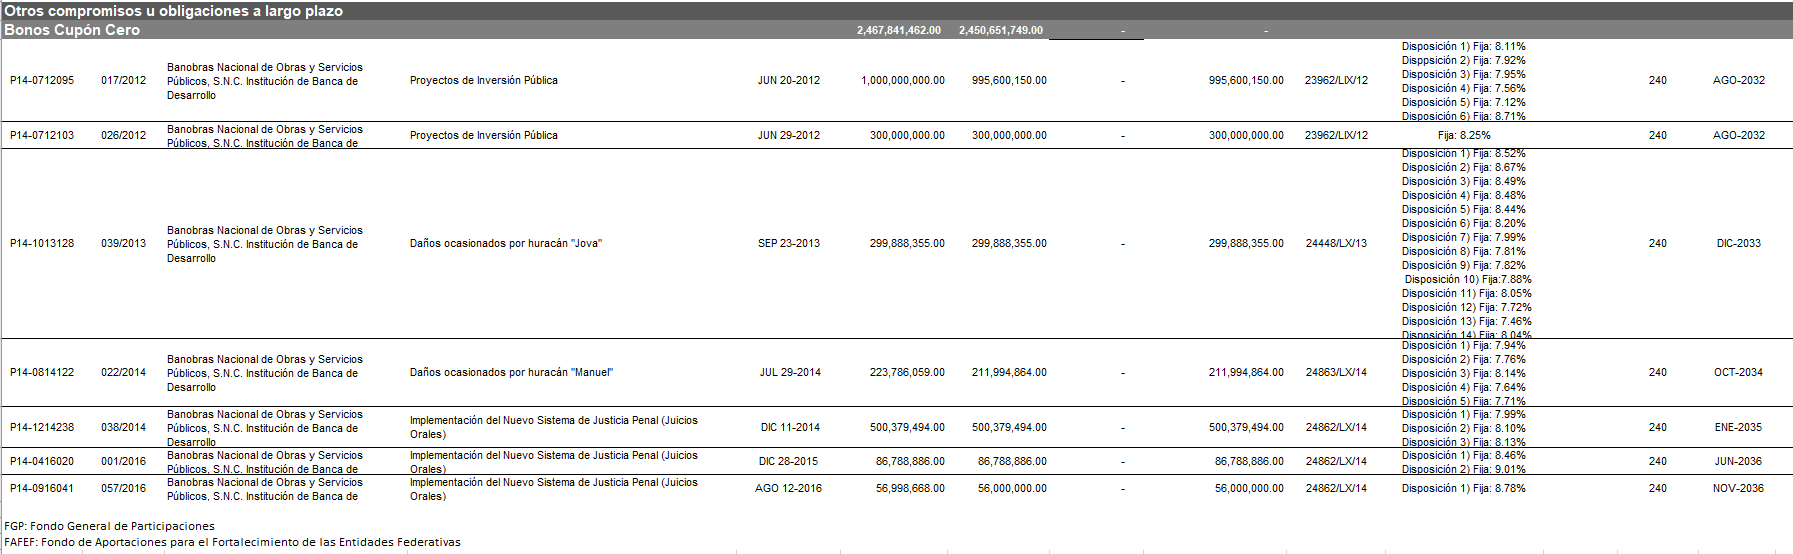 Otros compromisos u obligaciones a largo plazo
Bonos Cupón Cero 2,467,841,462.00 2,450,651,749.00 - -
P14-0712095 017/2012 Banobras Nacional de Obras y Servicios Públicos, S.N.C. Institución de Banca de Desarrollo Proyectos de Inversión Pública JUN 20-2012 1,000,000,000.00 995,600,150.00 - 995,600,150.00 23962/LIX/12 240 AGO-2032
Disposición 1) Fija: 8.11%
Disppsición 2) Fija: 7.92%
Disposición 3) Fija: 7.95%
Disposición 4) Fija: 7.56%
Disposición 5) Fija: 7.12%
Disposición 6) Fija: 8.71%
P14-0712103 026/2012 Banobras Nacional de Obras y Servicios Públicos, S.N.C. Institución de Banca de Proyectos de Inversión Pública JUN 29-2012 300,000,000.00 300,000,000.00 - 300,000,000.00 23962/LIX/12 Fija: 8.25% 240 AGO-2032
P14-1013128 039/2013 Banobras Nacional de Obras y Servicios Públicos, S.N.C. Institución de Banca de Desarrollo Daños ocasionados por huracán "Jova" SEP 23-2013 299,888,355.00 299,888,355.00 - 299,888,355.00 24448/LX/13 240 DIC-2033
Disposición 1) Fija: 8.52%
Disposición 2) Fija: 8.67%
Disposición 3) Fija: 8.49%
Disposición 4) Fija: 8.48%
Disposición 5) Fija: 8.44%
Disposición 6) Fija: 8.20%
Disposición 7) Fija: 7.99%
Disposición 8) Fija: 7.81%
Disposición 9) Fija: 7.82%
Disposición 10) Fija:7.88%
Disposición 11) Fija: 8.05%
Disposición 12) Fija: 7.72%
Disposición 13) Fija: 7.46%
Disposición 14) Fija: 8.04%
P14-0814122 022/2014 Banobras Nacional de Obras y Servicios Públicos, S.N.C. Institución de Banca de Desarrollo Daños ocasionados por huracán "Manuel" JUL 29-2014 223,786,059.00 211,994,864.00 - 211,994,864.00 24863/LX/14 240 OCT-2034
Disposición 1) Fija: 7.94%
Disposición 2) Fija: 7.76%
Disposición 3) Fija: 8.14%
Disposición 4) Fija: 7.64%
Disposición 5) Fija: 7.71%
P14-1214238 038/2014 Banobras Nacional de Obras y Servicios Públicos, S.N.C. Institución de Banca de Desarrollo Implementación del Nuevo Sistema de Justicia Penal (Juicios Orales) DIC 11-2014 500,379,494.00 500,379,494.00 - 500,379,494.00 24862/LX/14 240 ENE-2035
Disposición 1) Fija: 7.99%
Disposición 2) Fija: 8.10%
Disposición 3) Fija: 8.13%
P14-0416020 001/2016 Banobras Nacional de Obras y Servicios Públicos, S.N.C. Institución de Banca de Implementación del Nuevo Sistema de Justicia Penal (Juicios Orales) DIC 28-2015 86,788,886.00 86,788,886.00 - 86,788,886.00 24862/LX/14 240 JUN-2036
Disposición 1) Fija: 8.46%
Disposición 2) Fija: 9.01%
P14-0916041 057/2016 Banobras Nacional de Obras y Servicios Públicos, S.N.C. Institución de Banca de Implementación del Nuevo Sistema de Justicia Penal (Juicios Orales) AGO 12-2016 56,998,668.00 56,000,000.00 - 56,000,000.00 24862/LX/14 Disposición 1) Fija: 8.78% 240 NOV-2036
FGP: Fondo General de Participaciones
FAFEF: Fondo de Aportaciones para el Fortalecimiento de las Entidades Federativas